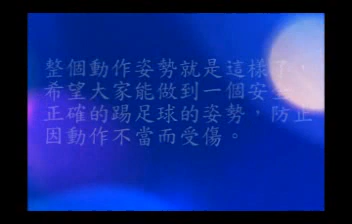 整個動作姿勢就是這樣了，
希望大家能做到一個安全
正確的踢足球的姿勢，防止
因動作不當而受傷。